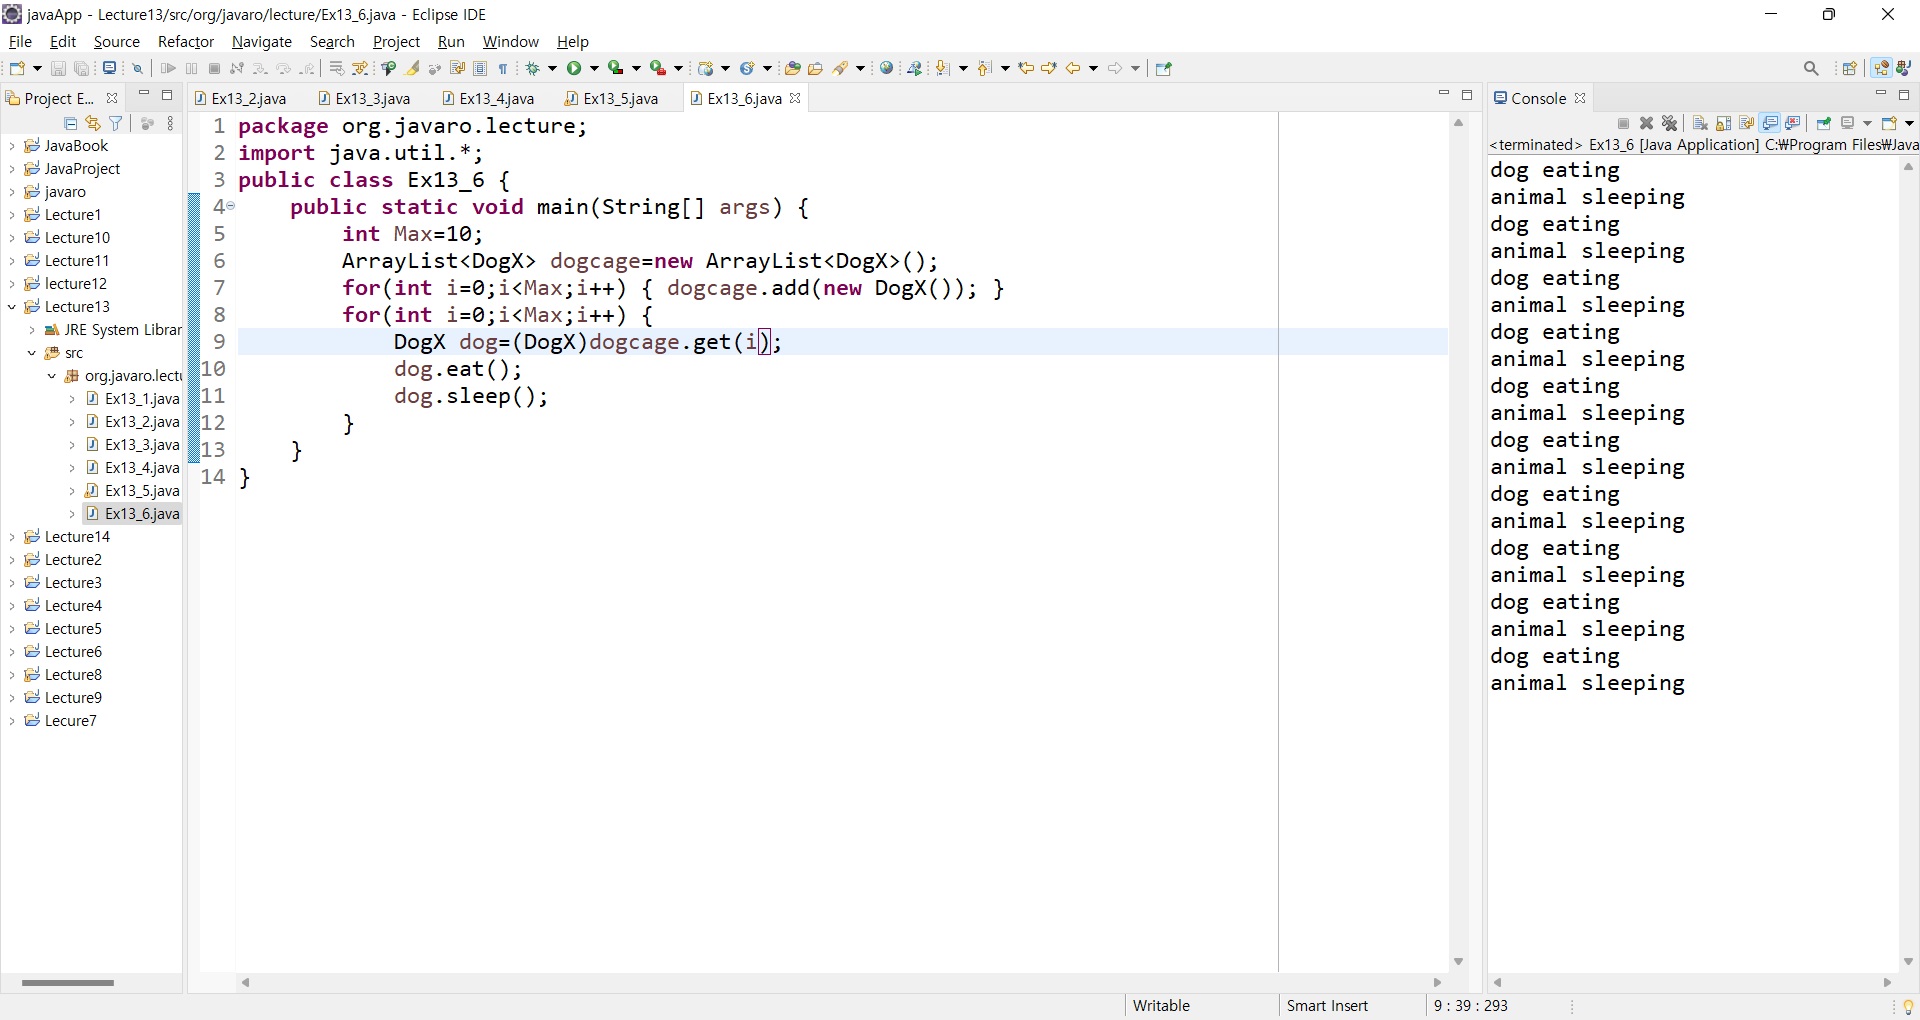 javaApp - Lecture13/src/org/javaro/lecture/Ex13_6.java - Eclipse IDE
File Edit Source Refactor Navigate Search Project Run Window Help
Project E...
JavaBook
JavaProject
javaro
Lecture1
Lecture10
Lecture11
lecture12
Lecture13
JRE System Librar
src
org.javaro.lectu
Ex13_1.java
Ex13_2.java
Ex13_3.java
Ex13_4.java
Ex13_5.java
Ex13_6.java
Lecture14
Lecture2
Lecture3
Lecture4
Lecture5
Lecture6
Lecture8
Lecture9
Lecure7
Ex13_2.java Ex13_3.java Ex13_4.java Ex13_5.java Ex13_6.java
1 package org.javaro.lecture;
2 import java.util.*;
3 public class Ex13_6 {
4 public static void main(String[] args) {
5 int Max=10;
6 ArrayList<DogX> dogcage=new ArrayList<DogX>();
7 for(int i=0;i<Max;i++) { dogcage.add(new DogX()); }
8 for(int i=0;i<Max;i++) {
9 DogX dog=(DogX)dogcage.get(i);
10 dog.eat();
11 dog.sleep();
12 }
13 }
14 }
Console
<terminated> Ex13_6 [Java Application] C:₩Program Files₩Java
dog eating
animal sleeping
dog eating
animal sleeping
dog eating
animal sleeping
dog eating
animal sleeping
dog eating
animal sleeping
dog eating
animal sleeping
dog eating
animal sleeping
dog eating
animal sleeping
dog eating
animal sleeping
dog eating
animal sleeping
Writable Smart Insert 9 : 39 : 293